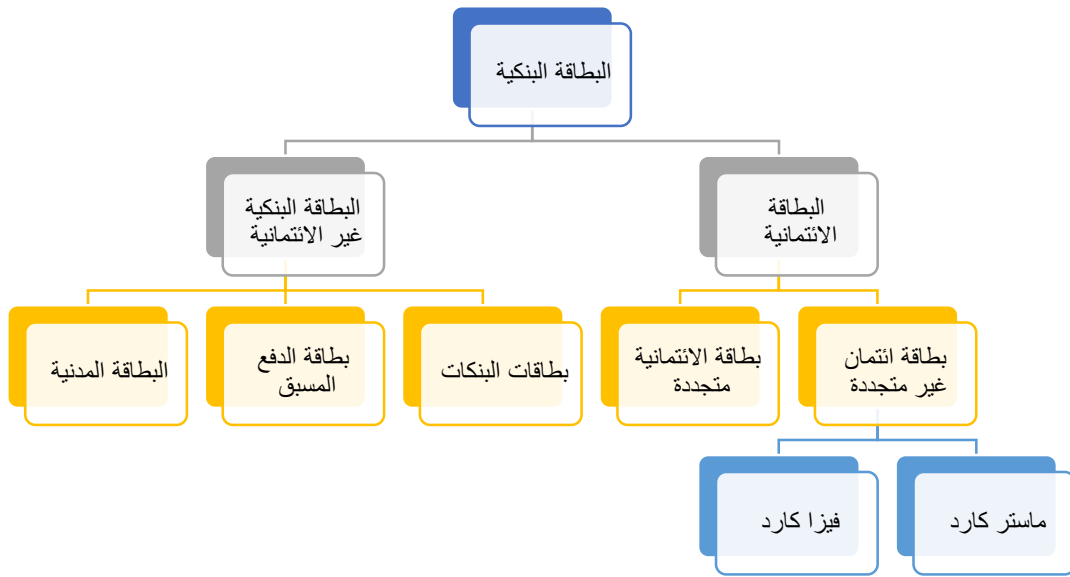 البطاقة البنكية
البطاقة
الائتمانية
البطاقة البنكية
غير الائتمانية
بطاقة ائتمان
غير متجددة
بطاقة الائتمانية
متجددة
بطاقات البنكات
بطاقة الدفع
المسبق
البطاقة المدنية
ماستر كارد
فيزا كارد